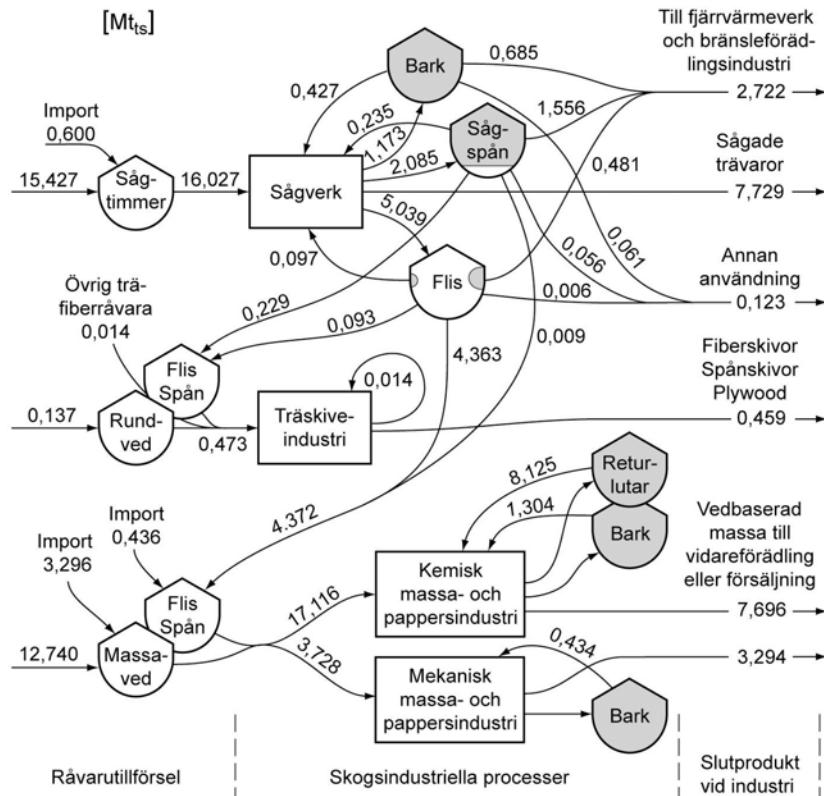 [Mt_ts]
Till fjärrvärmeverk
och bränsleföräd-
lingsindustri
2,722
Bark
0,685
0,427
0,235
1,173
1,556
Import
0,600
Såg-
spån
2,085
Sågade
trävaror
7,729
15,427
Såg-
timmer
16,027
Sågverk
0,481
5,039
0,097
Flis
0,056
0,061
0,006
Annan
användning
0,123
Övrig trä-
fiberråvara
0,014
0,229
0,093
0,009
4,363
Flis
Spån
0,137
Rund-
ved
0,473
Träskive-
industri
0,014
Fiberskivor
Spånskivor
Plywood
0,459
Retur-
lutar
8,125
1,304
Bark
4.372
Import
0,436
Import
3,296
Flis
Spån
12,740
Massa-
ved
17,116
3,728
Kemisk
massa- och
pappersindustri
Vedbaserad
massa till
vidareförädling
eller försäljning
7,696
Mekanisk
massa- och
pappersindustri
0,434
3,294
Bark
Råvarutillförsel
Skogsindustriella processer
Slutprodukt
vid industri